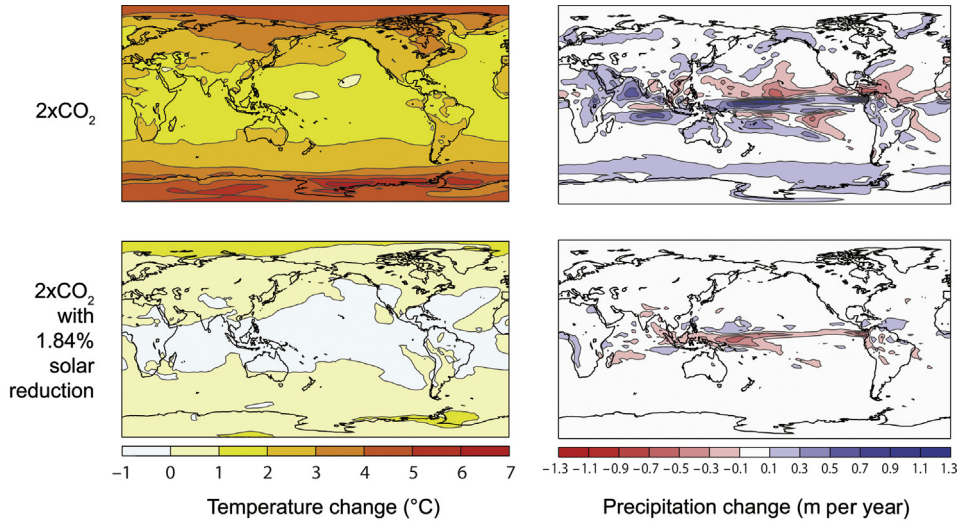 2xCO₂
2xCO₂
with
1.84%
solar
reduction
−1 0 1 2 3 4 5 6 7
Temperature change (°C)
−1.3 −1.1 −0.9 −0.7 −0.5 −0.3 −0.1 0.1 0.3 0.5 0.7 0.9 1.1 1.3
Precipitation change (m per year)